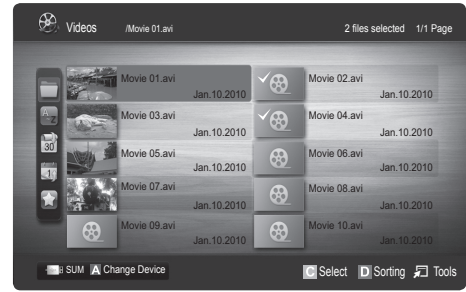 Videos /Movie 01.avi 2 files selected 1/1 Page
Movie 01.avi
Jan.10.2010
Movie 02.avi
Jan.10.2010
Movie 03.avi
Jan.10.2010
Movie 04.avi
Jan.10.2010
Movie 05.avi
Jan.10.2010
Movie 06.avi
Jan.10.2010
Movie 07.avi
Jan.10.2010
Movie 08.avi
Jan.10.2010
Movie 09.avi
Jan.10.2010
Movie 10.avi
Jan.10.2010
30
1
SUM A Change Device C Select D Sorting Tools